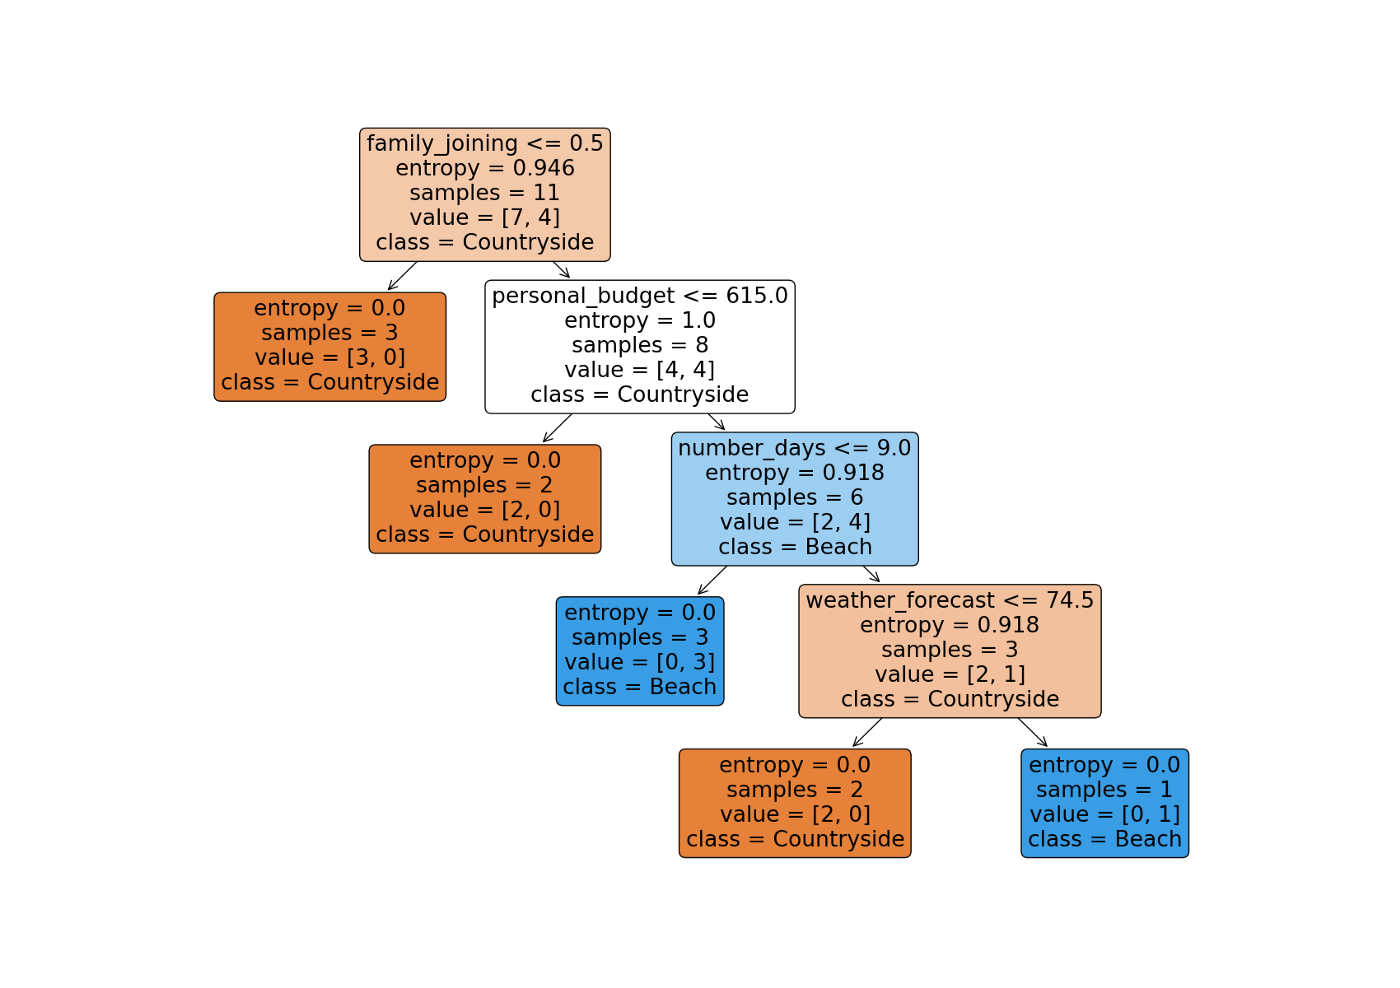 family_joining <= 0.5
entropy = 0.946
samples = 11
value = [7, 4]
class = Countryside
entropy = 0.0
samples = 3
value = [3, 0]
class = Countryside
personal_budget <= 615.0
entropy = 1.0
samples = 8
value = [4, 4]
class = Countryside
entropy = 0.0
samples = 2
value = [2, 0]
class = Countryside
number_days <= 9.0
entropy = 0.918
samples = 6
value = [2, 4]
class = Beach
entropy = 0.0
samples = 3
value = [0, 3]
class = Beach
weather_forecast <= 74.5
entropy = 0.918
samples = 3
value = [2, 1]
class = Countryside
entropy = 0.0
samples = 2
value = [2, 0]
class = Countryside
entropy = 0.0
samples = 1
value = [0, 1]
class = Beach